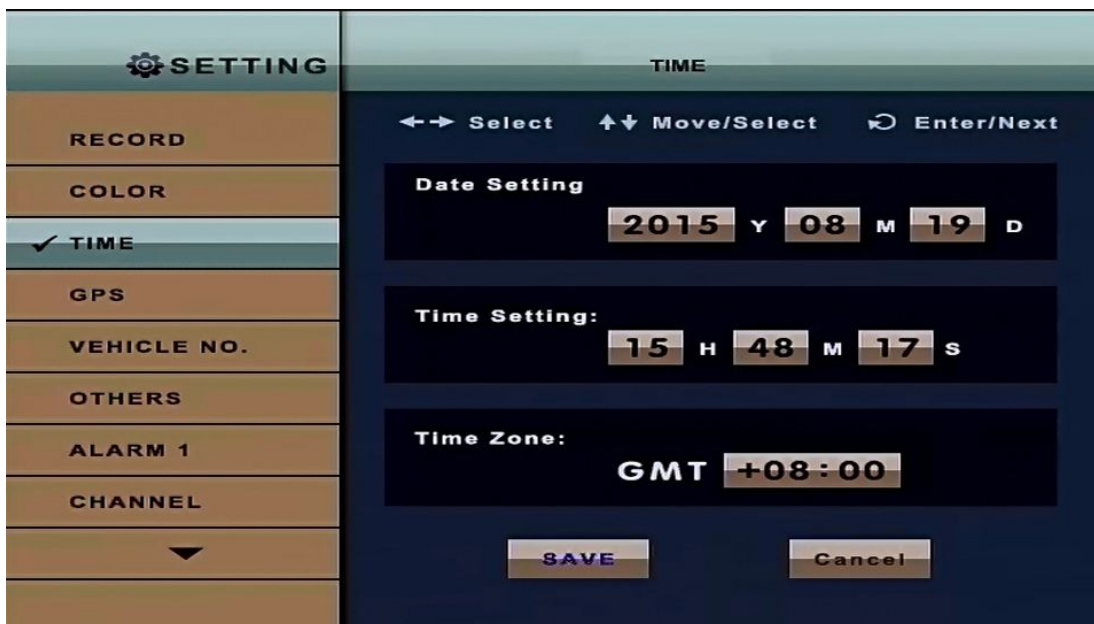 SETTING
RECORD
COLOR
TIME
GPS
VEHICLE NO.
OTHERS
ALARM 1
CHANNEL
TIME
Select Move/Select Enter/Next
Date Setting
2015 Y 08 M 19 D
Time Setting:
15 H 48 M 17 S
Time Zone:
GMT +08:00
SAVE Cancel